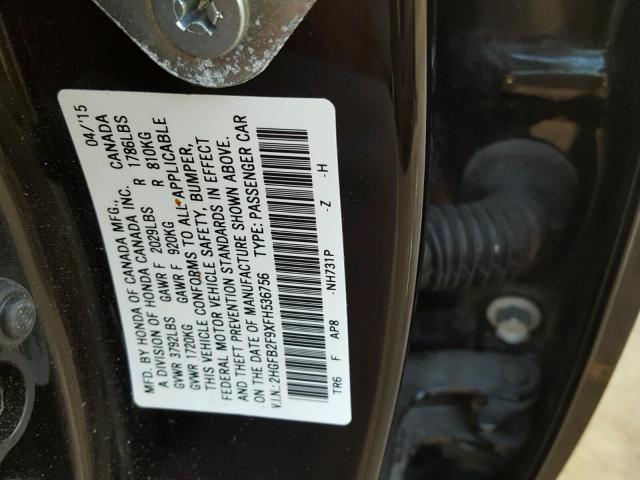 MFD. BY HONDA OF CANADA MFG., 04/'15
A DIVISION OF HONDA CANADA INC. CANADA
GVWR 3792LBS GAWR F 2029LBS R 1786LBS
GVWR 1720KG GAWR F 920KG R 810KG
THIS VEHICLE CONFORMS TO ALL APPLICABLE
FEDERAL MOTOR VEHICLE SAFETY, BUMPER,
AND THEFT PREVENTION STANDARDS IN EFFECT
ON THE DATE OF MANUFACTURE SHOWN ABOVE.
V.I.N.: 2HGFB2F9XFH536756 TYPE: PASSENGER CAR
TR6 F AP8 -NH731P -Z -H